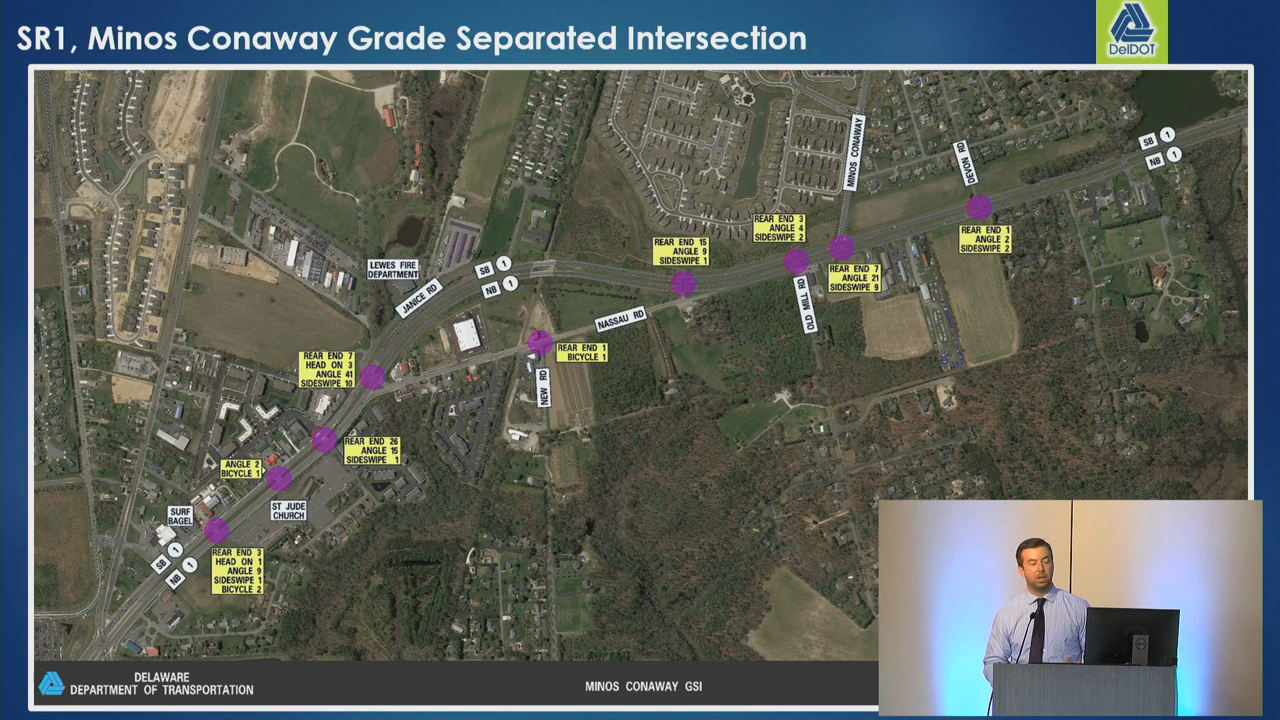 SR1, Minos Conaway Grade Separated Intersection
DelDOT
SB 1
NB 1
DEVON RD
MINOS CONAWAY
REAR END 1
ANGLE 2
SIDESWIPE 2
REAR END 3
ANGLE 4
SIDESWIPE 2
REAR END 7
ANGLE 21
SIDESWIPE 9
OLD MILL RD
REAR END 15
ANGLE 9
SIDESWIPE 1
LEWES FIRE
DEPARTMENT
SB 1
NB 1
JANICE RD
NASSAU RD
REAR END 1
BICYCLE 1
NEW RD
REAR END 7
HEAD ON 3
ANGLE 41
SIDESWIPE 10
REAR END 26
ANGLE 15
SIDESWIPE 1
ANGLE 2
BICYCLE 1
ST JUDE
CHURCH
SURF
BAGEL
SB 1
NB 1
REAR END 3
HEAD ON 1
ANGLE 9
SIDESWIPE 1
BICYCLE 2
DELAWARE
DEPARTMENT OF TRANSPORTATION
MINOS CONAWAY GSI
DELL